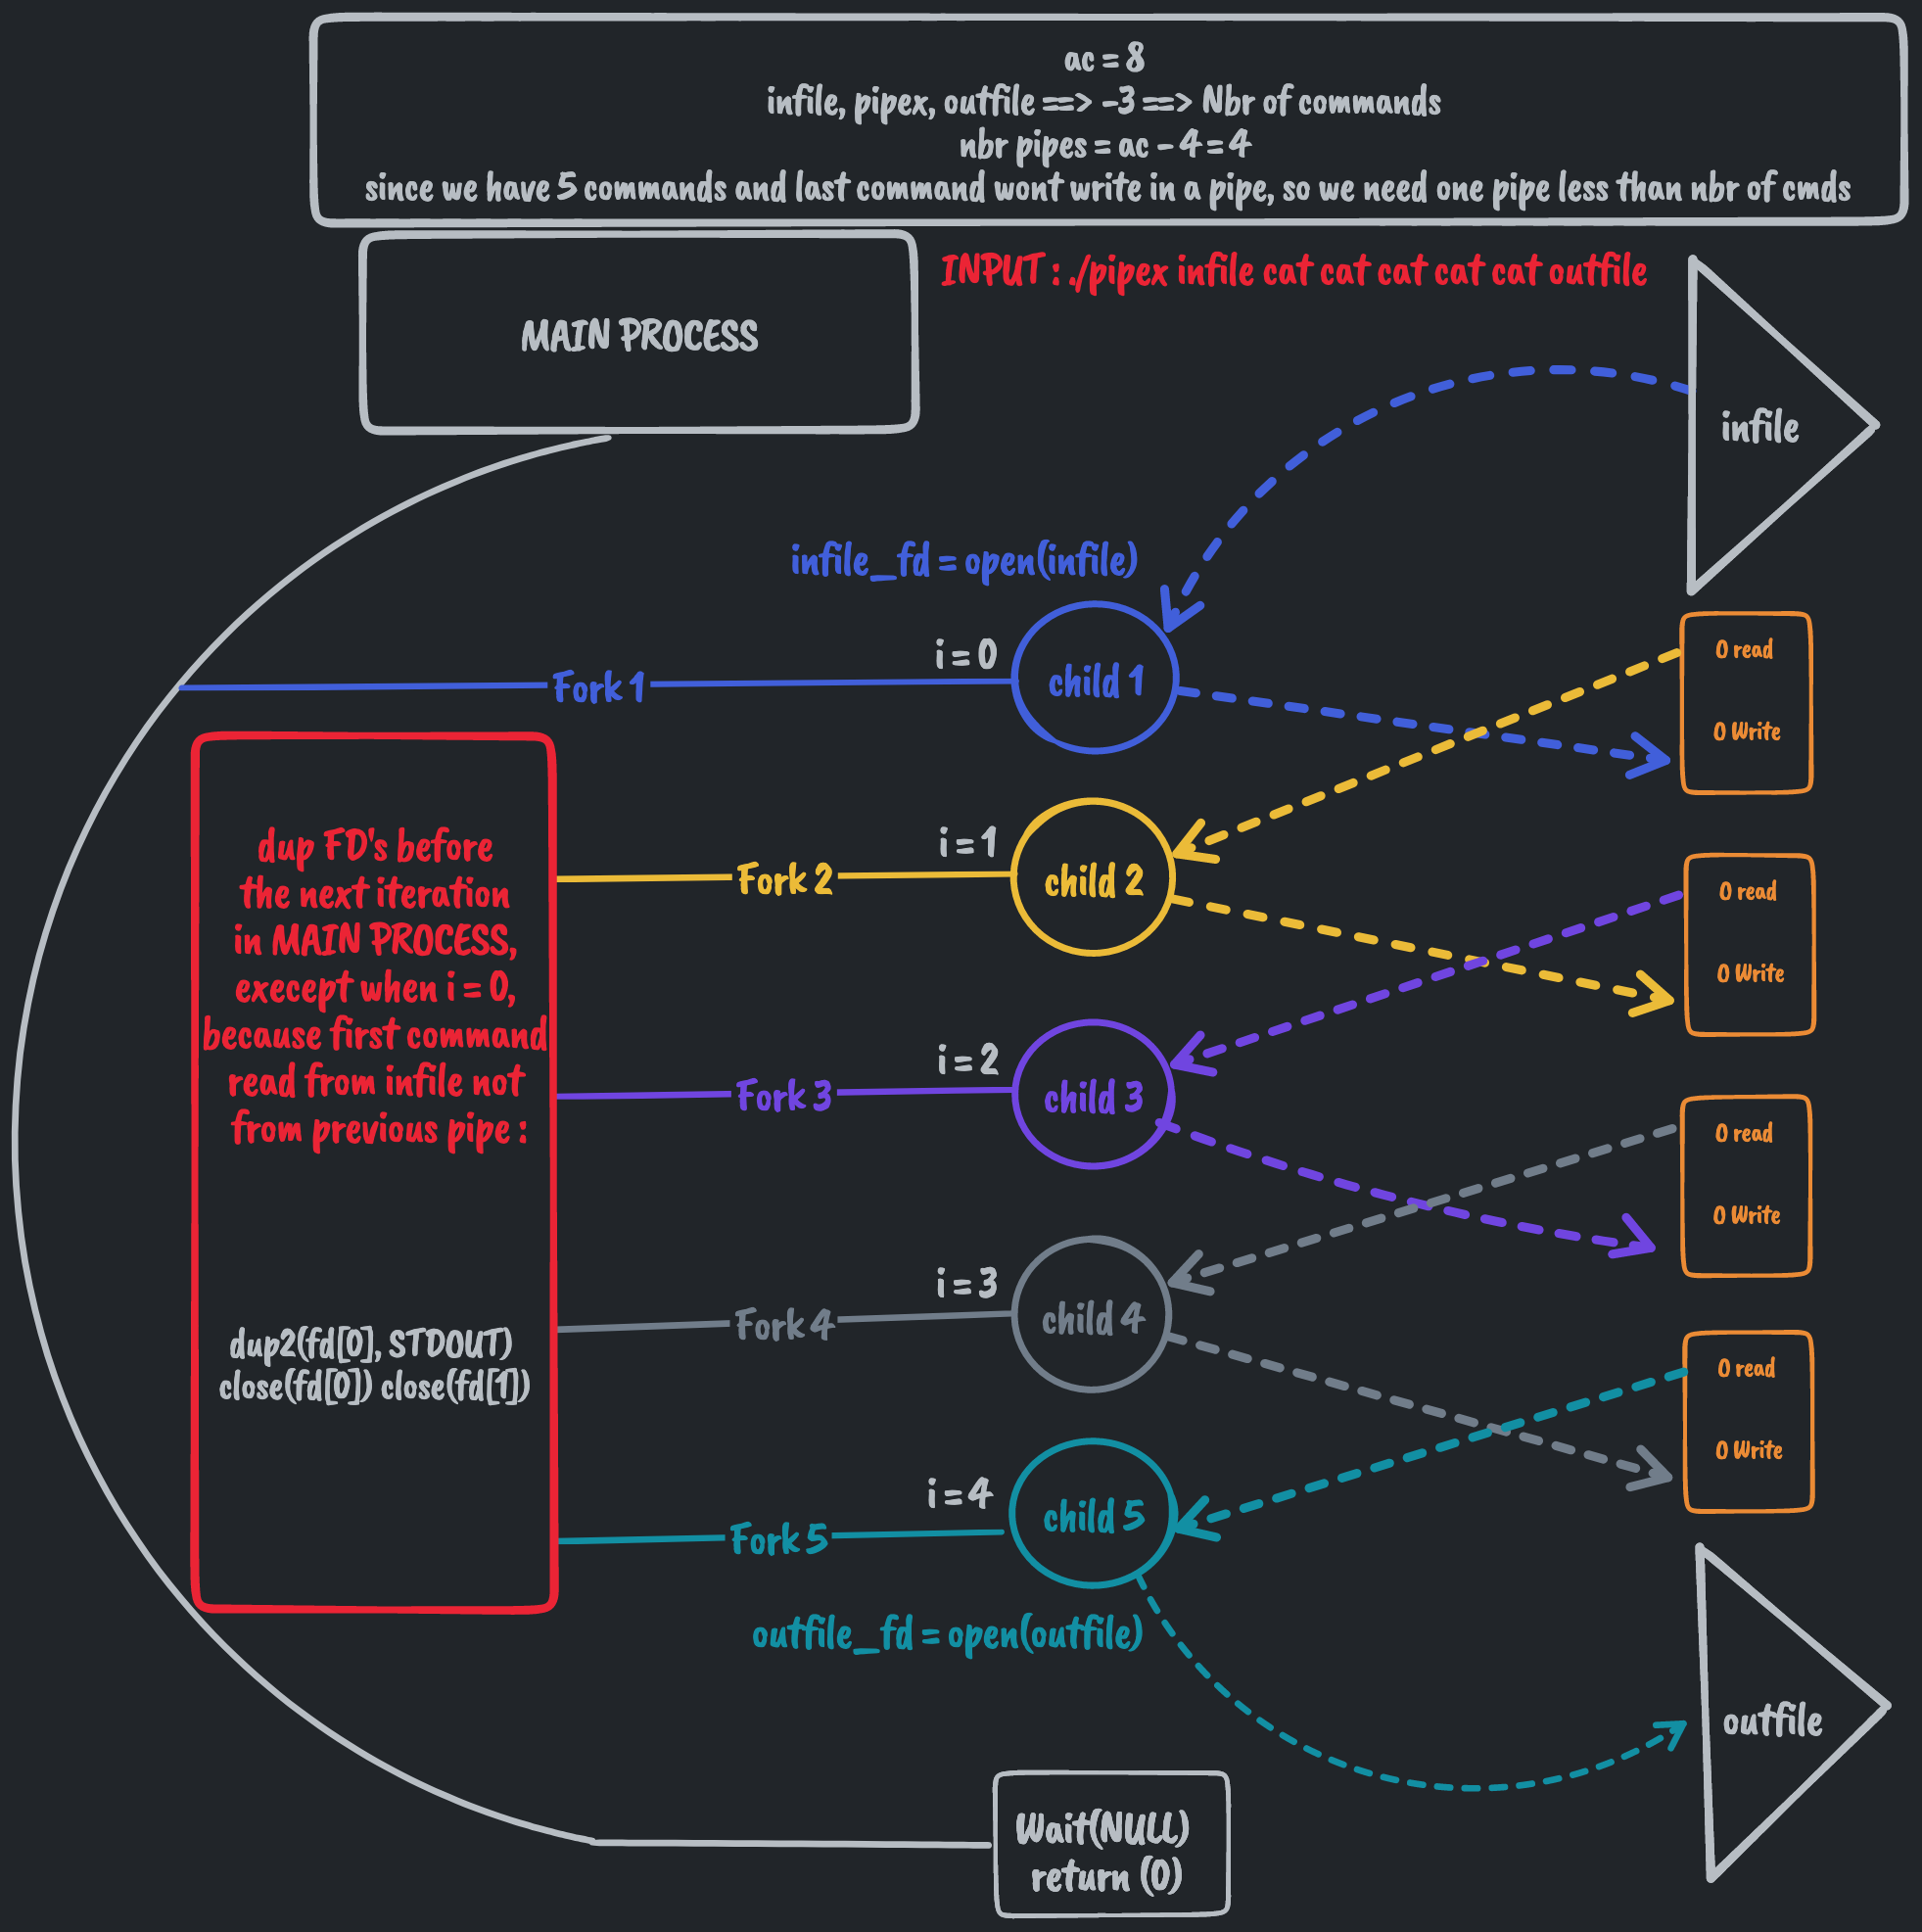 ac = 8
infile, pipex, outfile ==> -3 ==> Nbr of commands
nbr pipes = ac - 4 = 4
since we have 5 commands and last command wont write in a pipe, so we need one pipe less than nbr of cmds
MAIN PROCESS
INPUT : ./pipex infile cat cat cat cat cat outfile
infile
infile_fd = open(infile)
i = 0
Fork 1
child 1
0 read
0 Write
dup FD's before
the next iteration
in MAIN PROCESS,
execept when i = 0,
because first command
read from infile not
from previous pipe :
dup2(fd[0], STDOUT)
close(fd[0]) close(fd[1])
i = 1
Fork 2
child 2
0 read
0 Write
i = 2
Fork 3
child 3
0 read
0 Write
i = 3
Fork 4
child 4
0 read
0 Write
i = 4
Fork 5
child 5
outfile_fd = open(outfile)
outfile
Wait(NULL)
return (0)